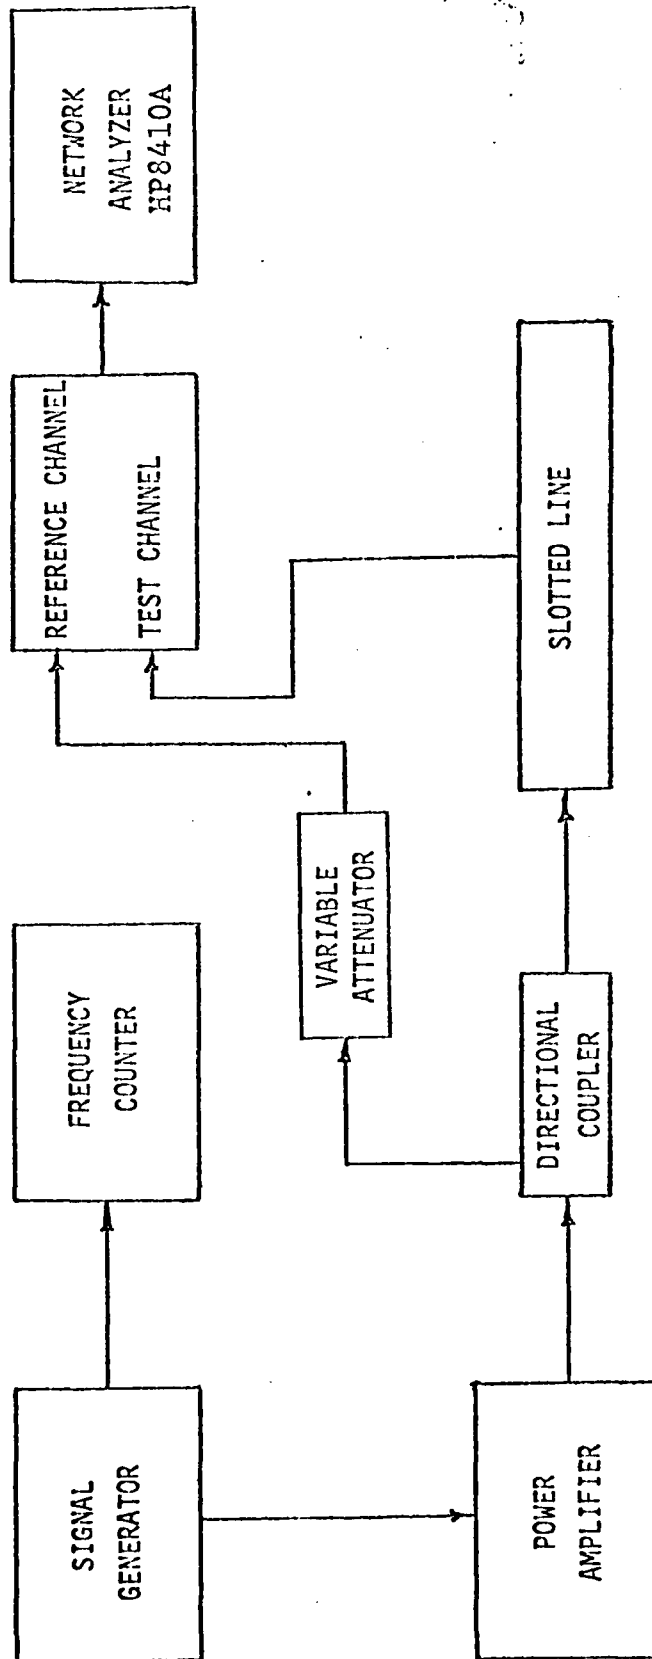 SIGNAL
GENERATOR
FREQUENCY
COUNTER
REFERENCE CHANNEL
TEST CHANNEL
NETWORK
ANALYZER
HP8410A
VARIABLE
ATTENUATOR
POWER
AMPLIFIER
DIRECTIONAL
COUPLER
SLOTTED LINE